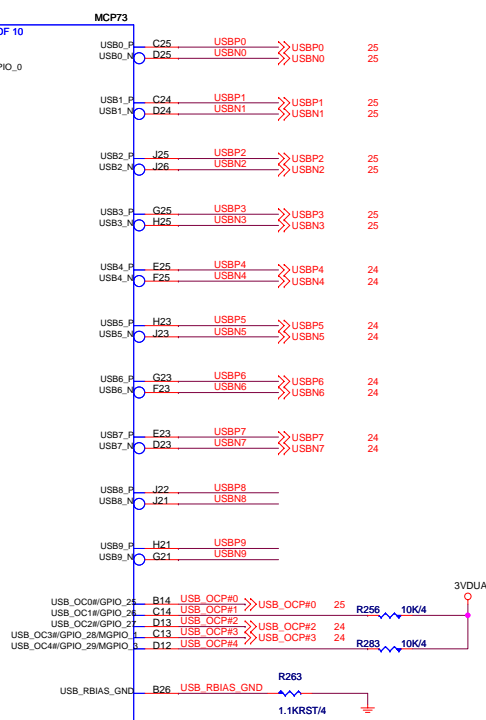 MCP73
OF 10
PIO_0
USB0_P C25 USBP0 USBP0 25
USB0_N D25 USBN0 USBN0 25
USB1_P C24 USBP1 USBP1 25
USB1_N D24 USBN1 USBN1 25
USB2_P J25 USBP2 USBP2 25
USB2_N J26 USBN2 USBN2 25
USB3_P G25 USBP3 USBP3 25
USB3_N H25 USBN3 USBN3 25
USB4_P E25 USBP4 USBP4 24
USB4_N F25 USBN4 USBN4 24
USB5_P H23 USBP5 USBP5 24
USB5_N J23 USBN5 USBN5 24
USB6_P G23 USBP6 USBP6 24
USB6_N F23 USBN6 USBN6 24
USB7_P E23 USBP7 USBP7 24
USB7_N D23 USBN7 USBN7 24
USB8_P J22 USBP8
USB8_N J21 USBN8
USB9_P H21 USBP9
USB9_N G21 USBN9
3VDUA
USB_OC0#/GPIO_25 B14 USB_OCP#0 USB_OCP#0 25
USB_OC1#/GPIO_26 C14 USB_OCP#1 R256 10K/4
USB_OC2#/GPIO_27 D13 USB_OCP#2 USB_OCP#2 24
USB_OC3#/GPIO_28/MGPIO_1 C13 USB_OCP#3 USB_OCP#3 24
USB_OC4#/GPIO_29/MGPIO_3 D12 USB_OCP#4 R283 10K/4
R263
USB_RBIAS_GND B26 USB_RBIAS_GND
1.1KRST/4